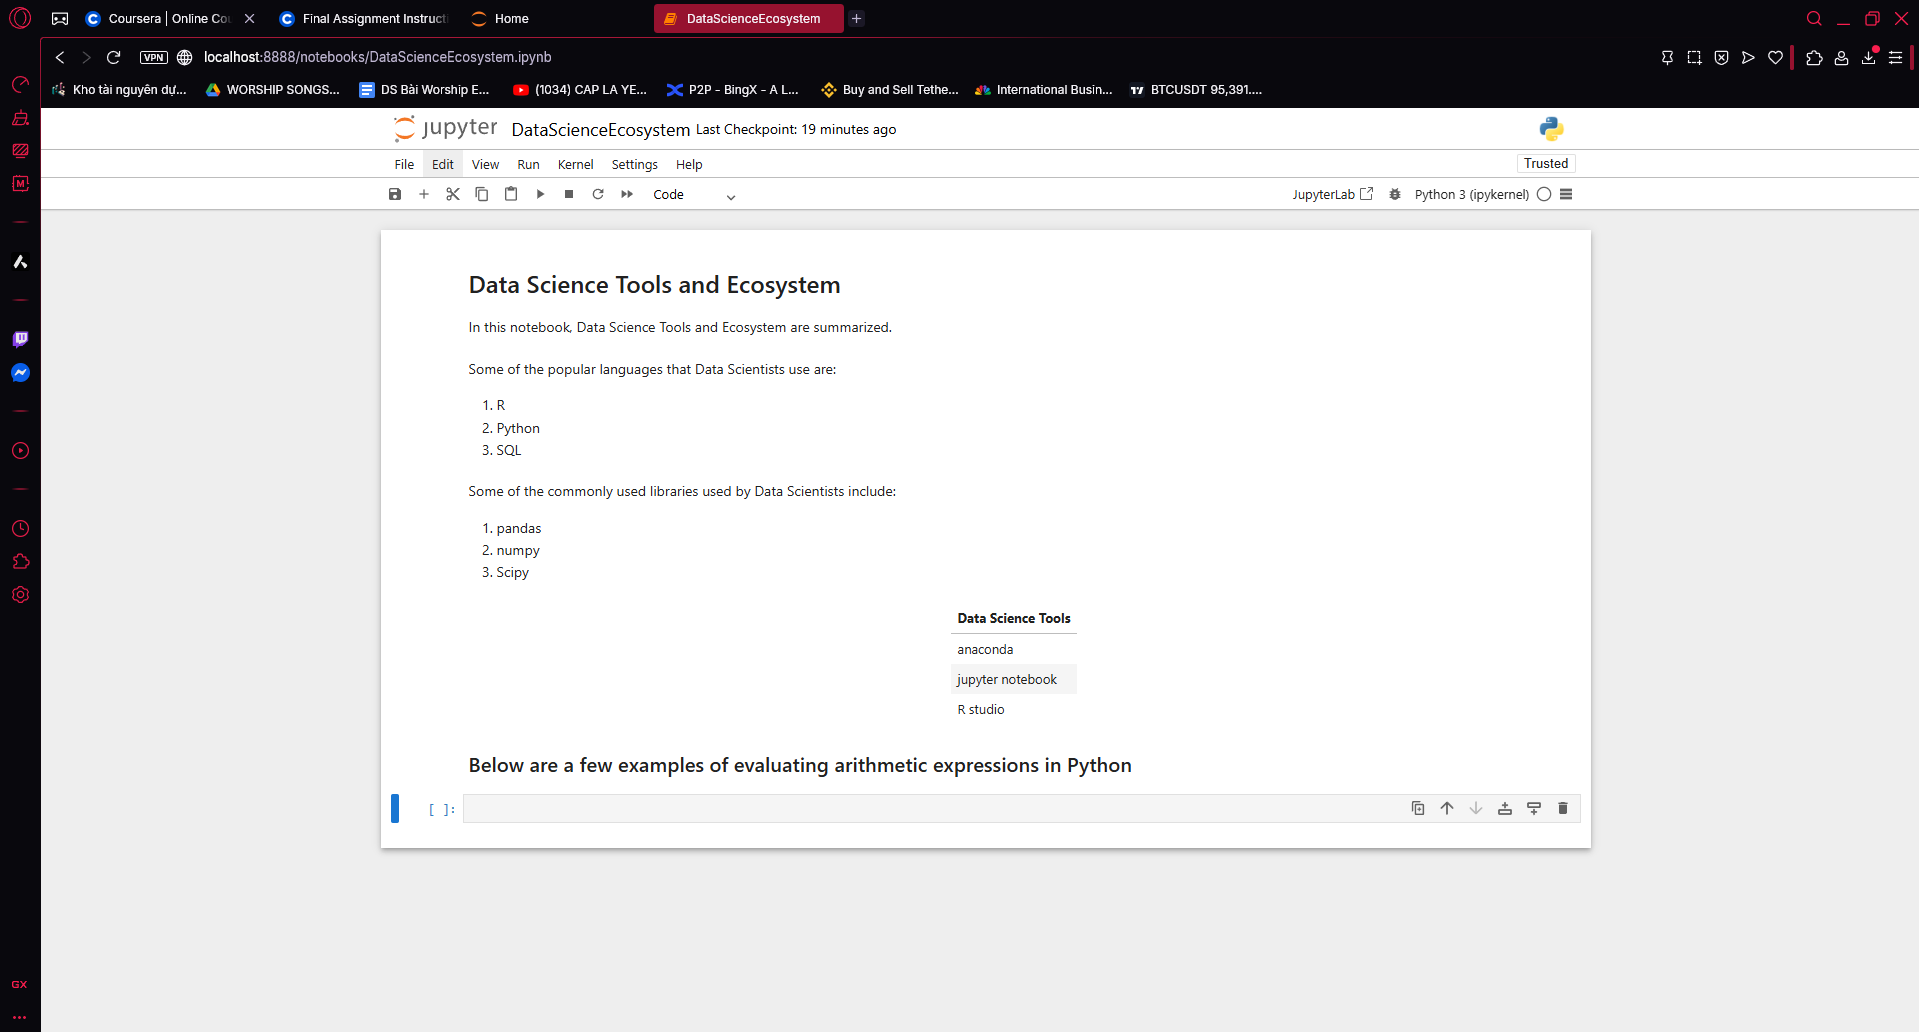 Coursera | Online Cou
Final Assignment Instructi
Home
DataScienceEcosystem
VPN
localhost:8888/notebooks/DataScienceEcosystem.ipynb
Kho tài nguyên dự...
WORSHIP SONGS...
DS Bài Worship E...
(1034) CAP LA YE...
P2P - BingX - A L...
Buy and Sell Tethe...
International Busin...
BTCUSDT 95,391....
M
jupyter
DataScienceEcosystem Last Checkpoint: 19 minutes ago
File Edit View Run Kernel Settings Help
Trusted
Code
JupyterLab
Python 3 (ipykernel)
Data Science Tools and Ecosystem
In this notebook, Data Science Tools and Ecosystem are summarized.
Some of the popular languages that Data Scientists use are:
1. R
2. Python
3. SQL
Some of the commonly used libraries used by Data Scientists include:
1. pandas
2. numpy
3. Scipy
Data Science Tools
anaconda
jupyter notebook
R studio
Below are a few examples of evaluating arithmetic expressions in Python
[ ]:
GX